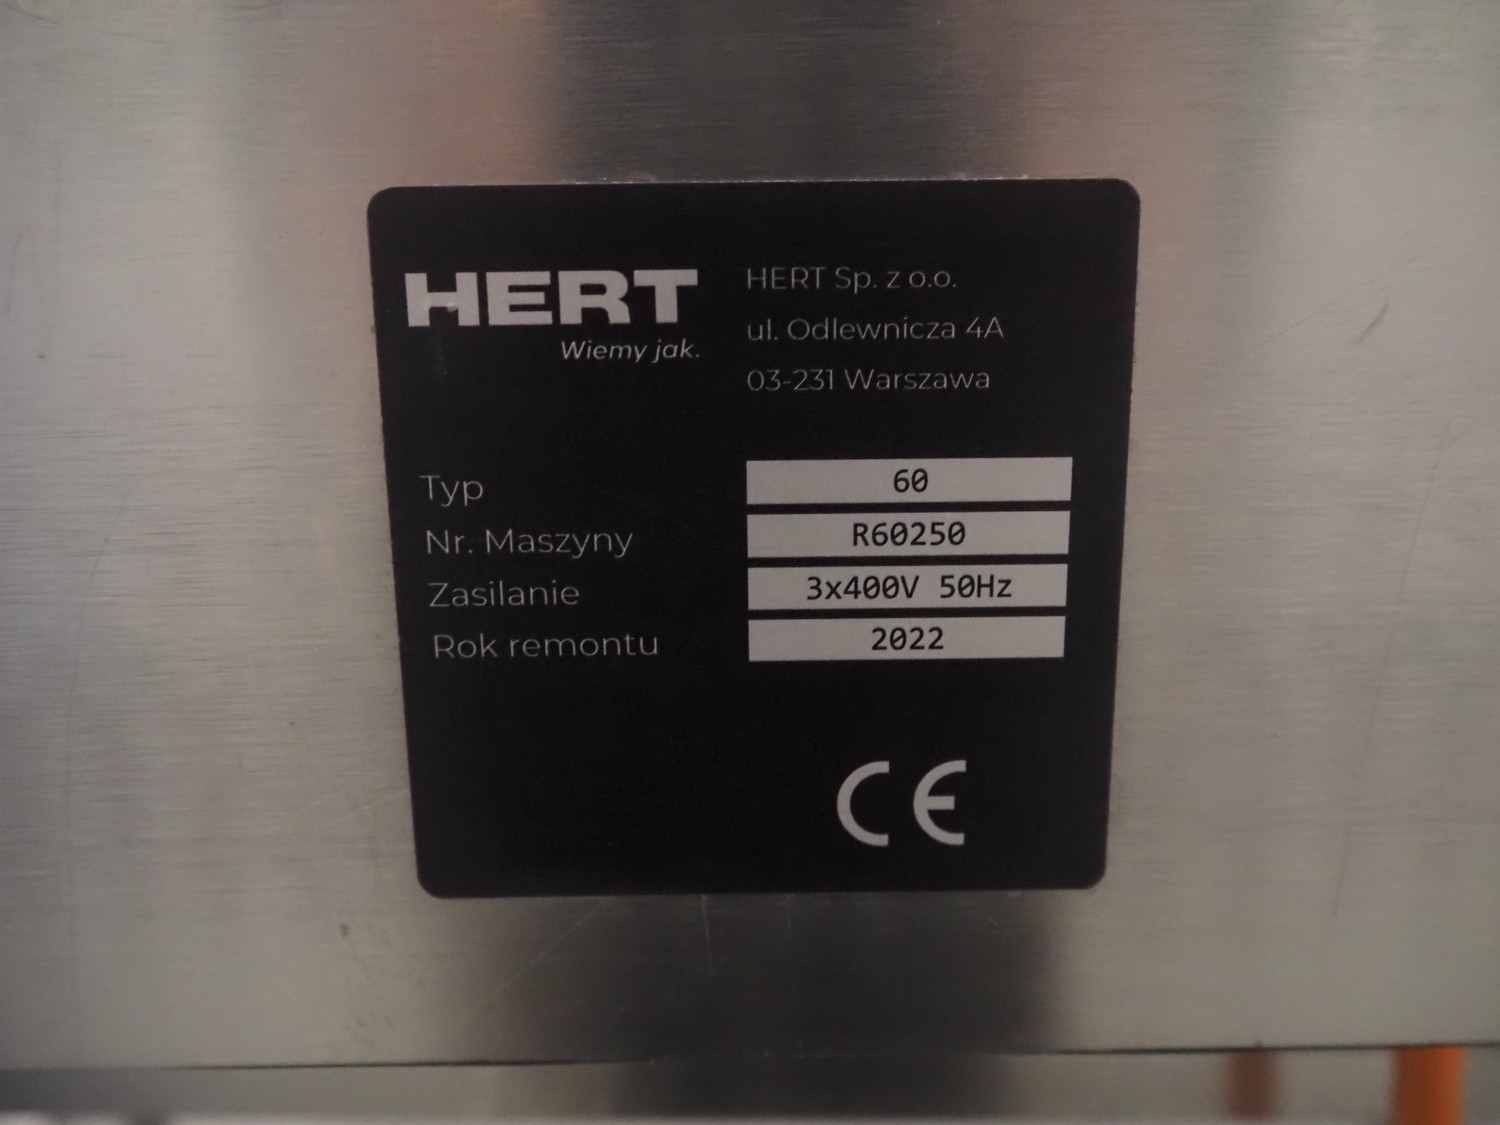 HERT
Wiemy jak.
HERT Sp. z o.o.
ul. Odlewnicza 4A
03-231 Warszawa
Typ 60
Nr. Maszyny R60250
Zasilanie 3x400V 50Hz
Rok remontu 2022
CE